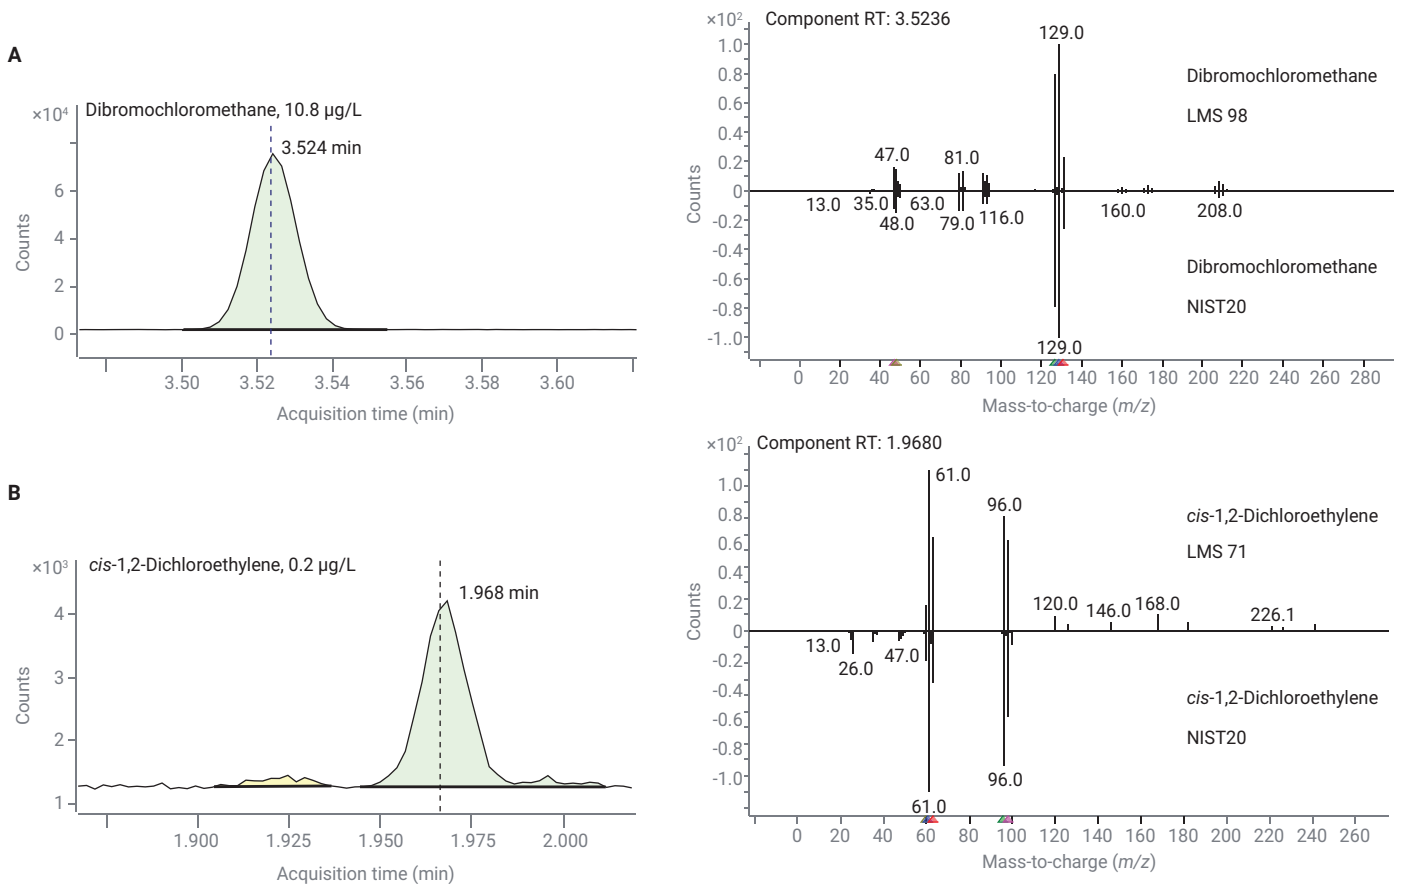 A
×10⁴
Dibromochloromethane, 10.8 µg/L
3.524 min
6
4
2
0
Counts
3.50 3.52 3.54 3.56 3.58 3.60
Acquisition time (min)
×10² Component RT: 3.5236
129.0
1.0
0.8
0.6
0.4
0.2
0
-0.2
-0.4
-0.6
-0.8
-1..0
Counts
Dibromochloromethane
LMS 98
47.0 81.0
13.0 35.0 63.0 116.0 160.0 208.0
48.0 79.0
Dibromochloromethane
NIST20
129.0
0 20 40 60 80 100 120 140 160 180 200 220 240 260 280
Mass-to-charge (m/z)
B
×10³
cis-1,2-Dichloroethylene, 0.2 µg/L
1.968 min
4
3
2
1
Counts
1.900 1.925 1.950 1.975 2.000
Acquisition time (min)
×10² Component RT: 1.9680
61.0
96.0
1.0
0.8
0.6
0.4
0.2
0
-0.2
-0.4
-0.6
-0.8
-1.0
Counts
cis-1,2-Dichloroethylene
LMS 71
120.0 146.0 168.0 226.1
13.0 26.0 47.0
cis-1,2-Dichloroethylene
NIST20
96.0
61.0
0 20 40 60 80 100 120 140 160 180 200 220 240 260
Mass-to-charge (m/z)